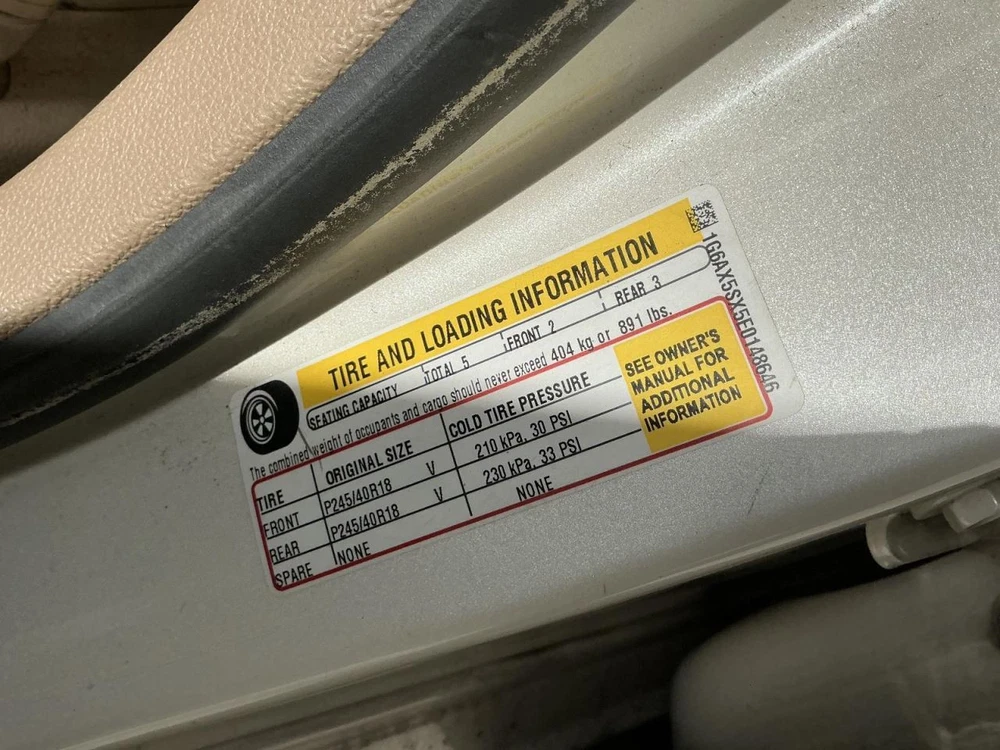 TIRE AND LOADING INFORMATION
SEATING CAPACITY TOTAL 5 FRONT 2 REAR 3
The combined weight of occupants and cargo should never exceed 404 kg or 891 lbs.
TIRE ORIGINAL SIZE COLD TIRE PRESSURE
FRONT P245/40R18 V 210 kPa, 30 PSI
REAR P245/40R18 V 230 kPa, 33 PSI
SPARE NONE NONE
SEE OWNER'S
MANUAL FOR
ADDITIONAL
INFORMATION
1G6AX5SX5E0148646